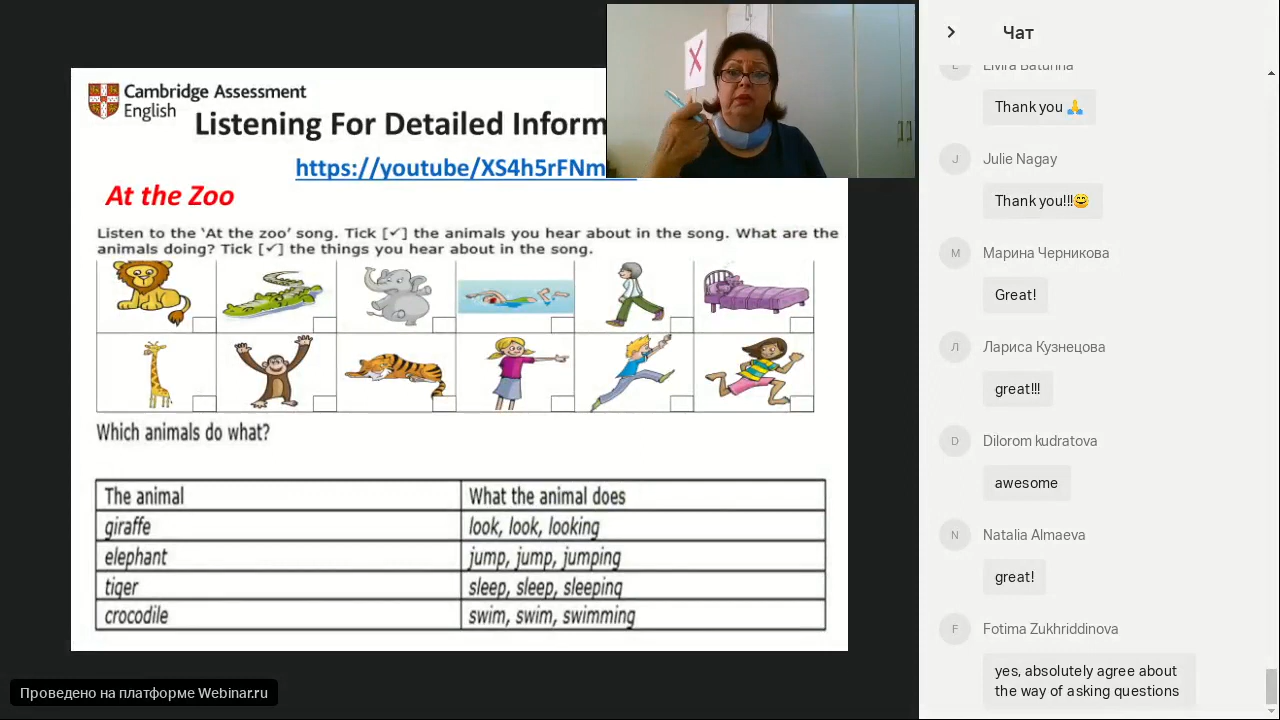 Cambridge Assessment
English
Listening For Detailed Inform
https://youtube/XS4h5rFNm
At the Zoo
Listen to the ‘At the zoo’ song. Tick [✓] the animals you hear about in the song. What are the
animals doing? Tick [✓] the things you hear about in the song.
Which animals do what?
The animal What the animal does
giraffe look, look, looking
elephant jump, jump, jumping
tiger sleep, sleep, sleeping
crocodile swim, swim, swimming
Проведено на платформе Webinar.ru
Чат
Elvira Baturina
Thank you 🙏
J Julie Nagay
Thank you!!!😊
М Марина Черникова
Great!
Л Лариса Кузнецова
great!!!
D Dilorom kudratova
awesome
N Natalia Almaeva
great!
F Fotima Zukhriddinova
yes, absolutely agree about
the way of asking questions